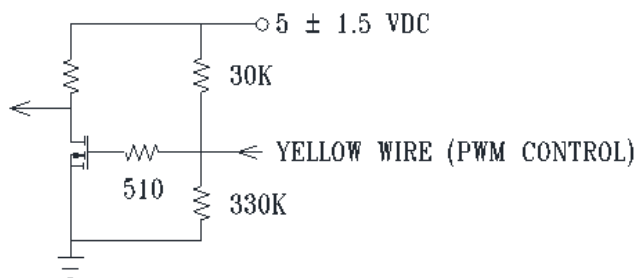 5 ± 1.5 VDC
30K
YELLOW WIRE (PWM CONTROL)
510
330K